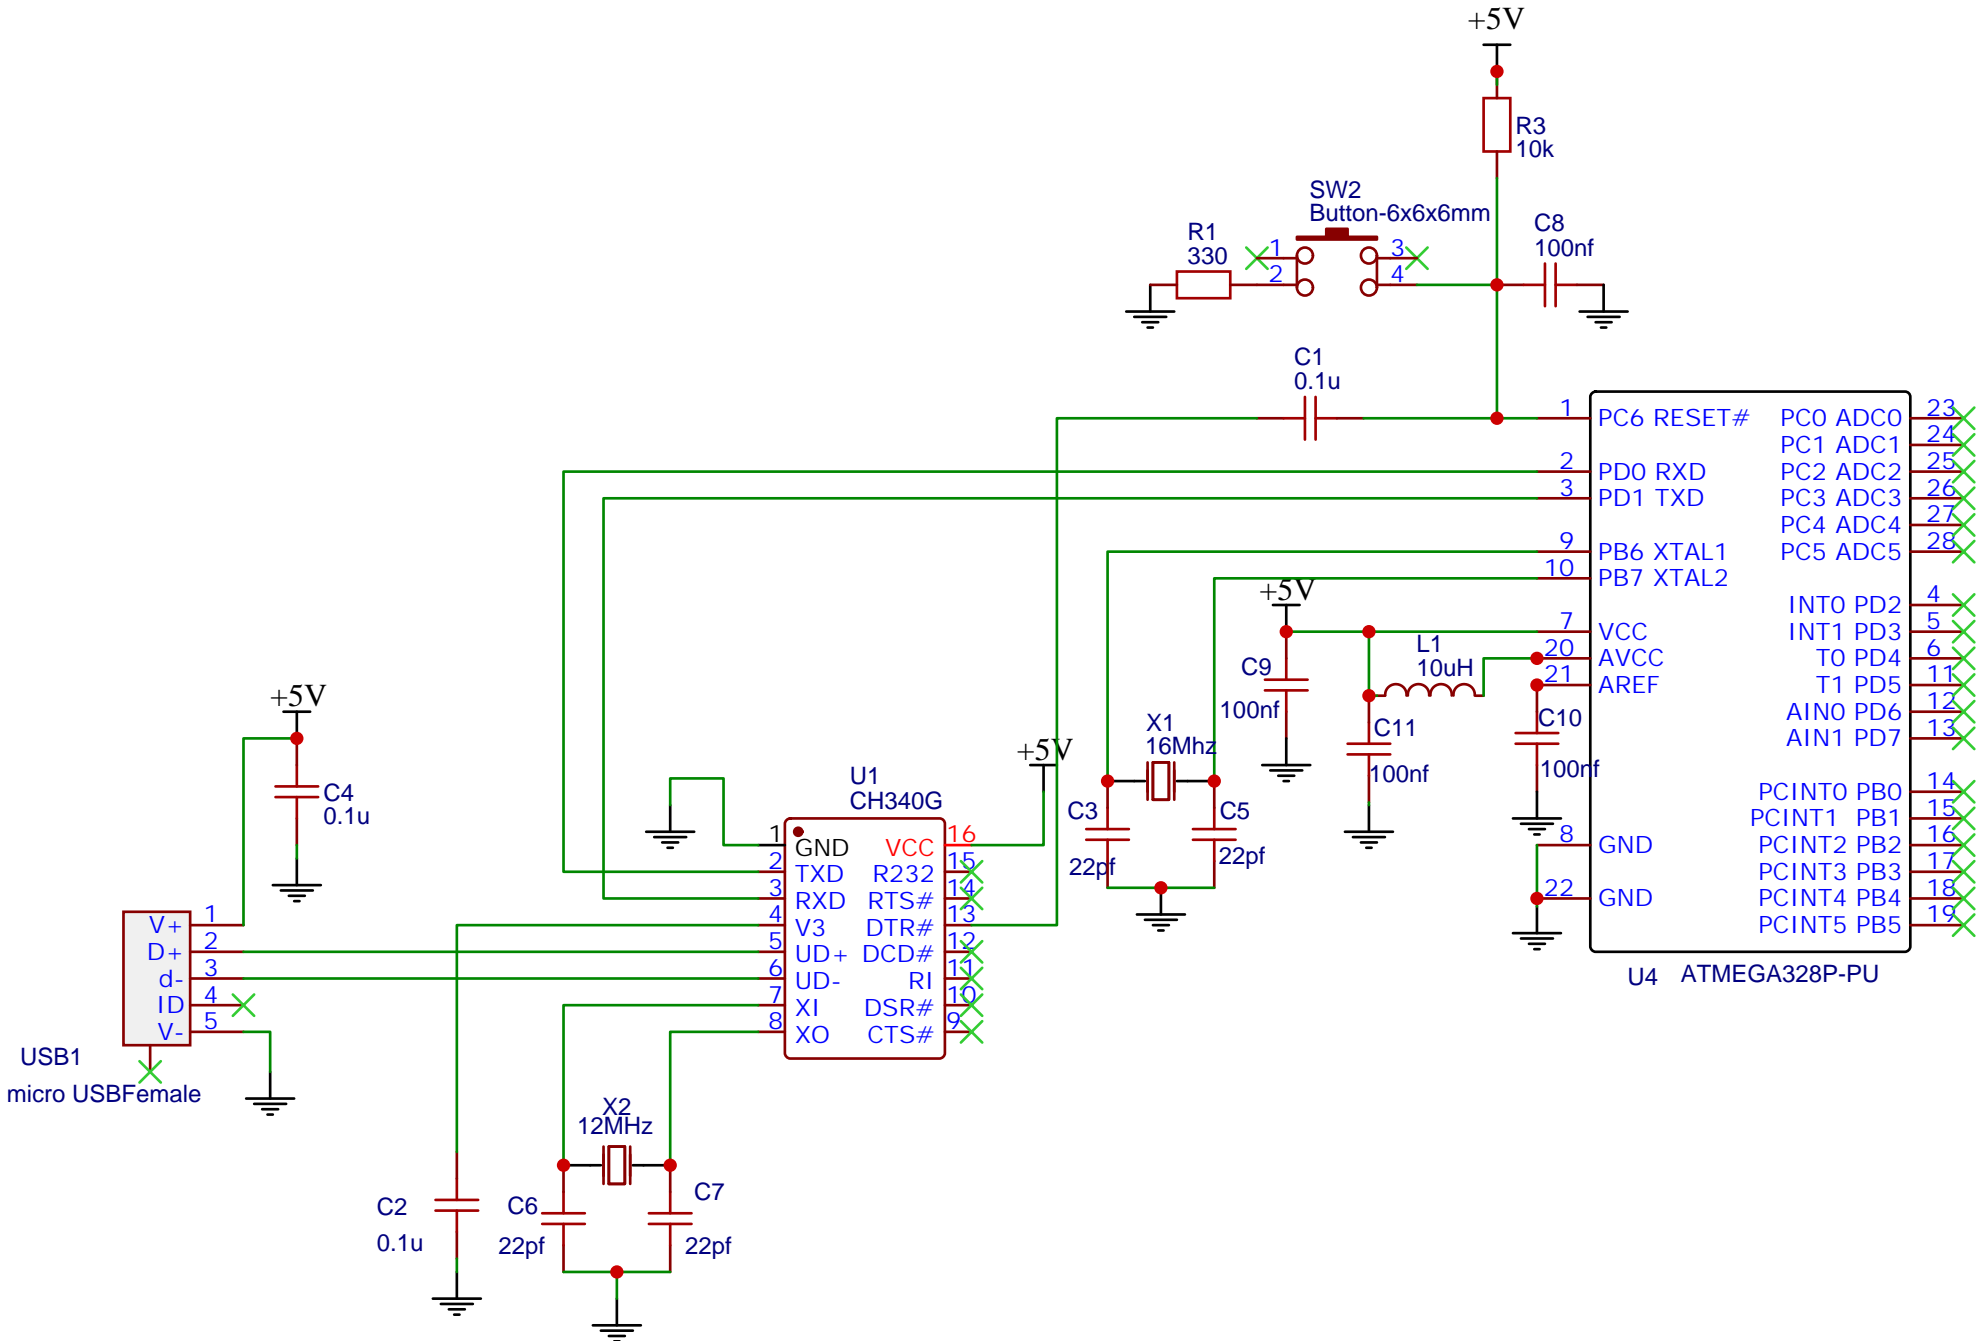 +5V
R3
10k
SW2
Button-6x6x6mm
R1
330
1
2
3
4
C8
100nf
C1
0.1u
1 PC6 RESET# PC0 ADC0 23
PC1 ADC1 24
2 PD0 RXD PC2 ADC2 25
3 PD1 TXD PC3 ADC3 26
PC4 ADC4 27
9 PB6 XTAL1 PC5 ADC5 28
10 PB7 XTAL2
INT0 PD2 4
7 VCC INT1 PD3 5
20 AVCC T0 PD4 6
21 AREF T1 PD5 11
AIN0 PD6 12
AIN1 PD7 13
PCINT0 PB0 14
PCINT1 PB1 15
8 GND PCINT2 PB2 16
PCINT3 PB3 17
22 GND PCINT4 PB4 18
PCINT5 PB5 19
U4 ATMEGA328P-PU
+5V
L1
10uH
C9
100nf
C11
100nf
C10
100nf
X1
16Mhz
C3
22pf
C5
22pf
+5V
U1
CH340G
1 GND VCC 16
2 TXD R232 15
3 RXD RTS# 14
4 V3 DTR# 13
5 UD+ DCD# 12
6 UD- RI 11
7 XI DSR# 10
8 XO CTS# 9
+5V
C4
0.1u
V+ 1
D+ 2
d- 3
ID 4
V- 5
USB1
micro USBFemale
X2
12MHz
C2
0.1u
C6
22pf
C7
22pf